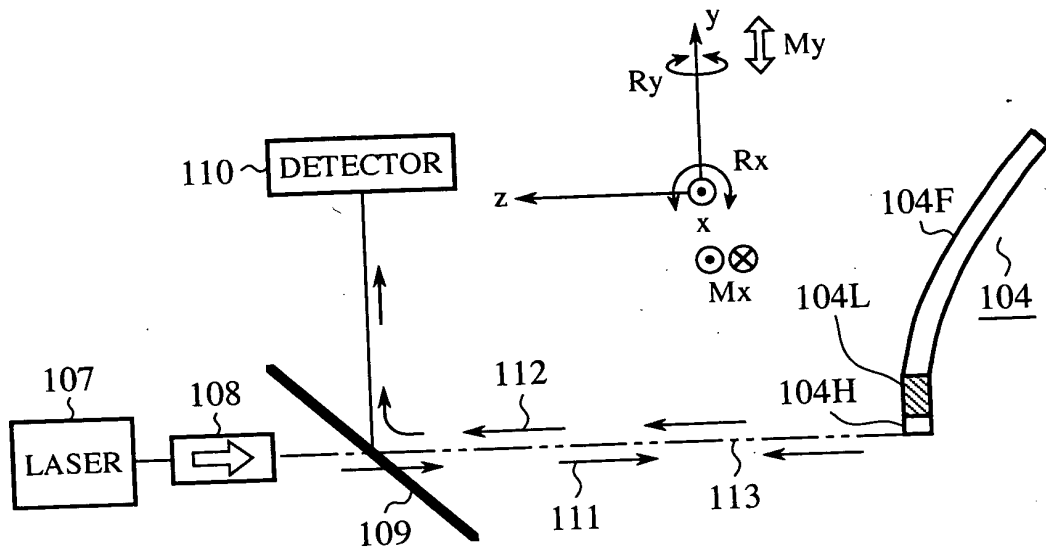 y
My
Ry
110
DETECTOR
Rx
z
x
104F
Mx
104L
104
107
108
112
104H
LASER
109
111
113